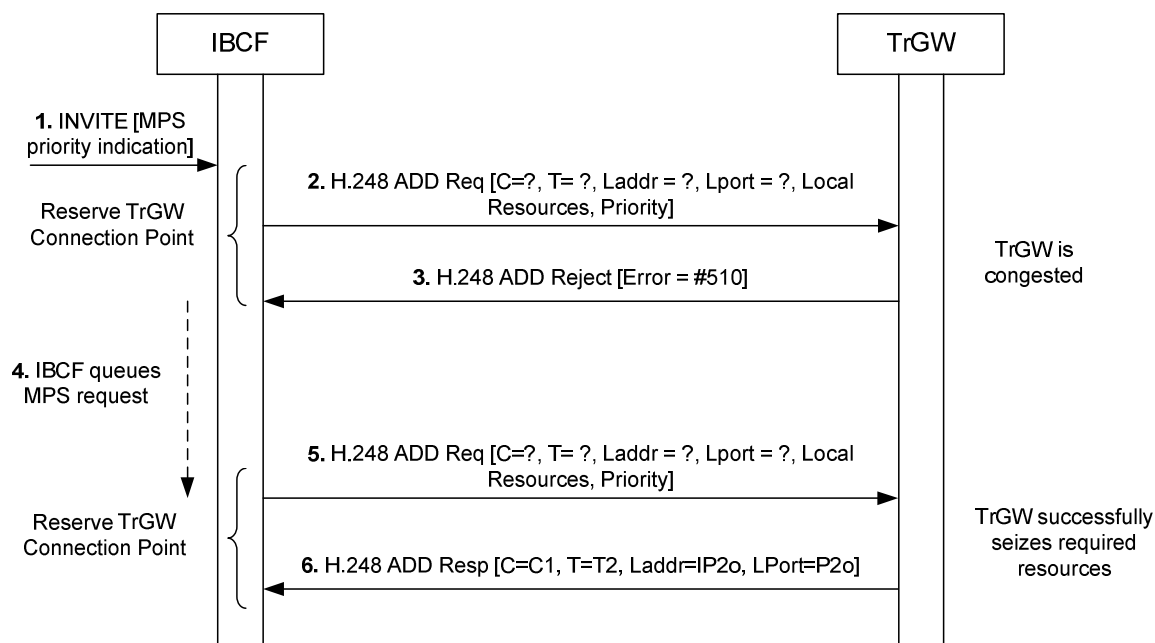 IBCF
TrGW
1. INVITE [MPS
priority indication]
2. H.248 ADD Req [C=?, T= ?, Laddr = ?, Lport = ?, Local
Resources, Priority]
Reserve TrGW
Connection Point
TrGW is
congested
3. H.248 ADD Reject [Error = #510]
4. IBCF queues
MPS request
5. H.248 ADD Req [C=?, T= ?, Laddr = ?, Lport = ?, Local
Resources, Priority]
Reserve TrGW
Connection Point
TrGW successfully
seizes required
resources
6. H.248 ADD Resp [C=C1, T=T2, Laddr=IP2o, LPort=P2o]